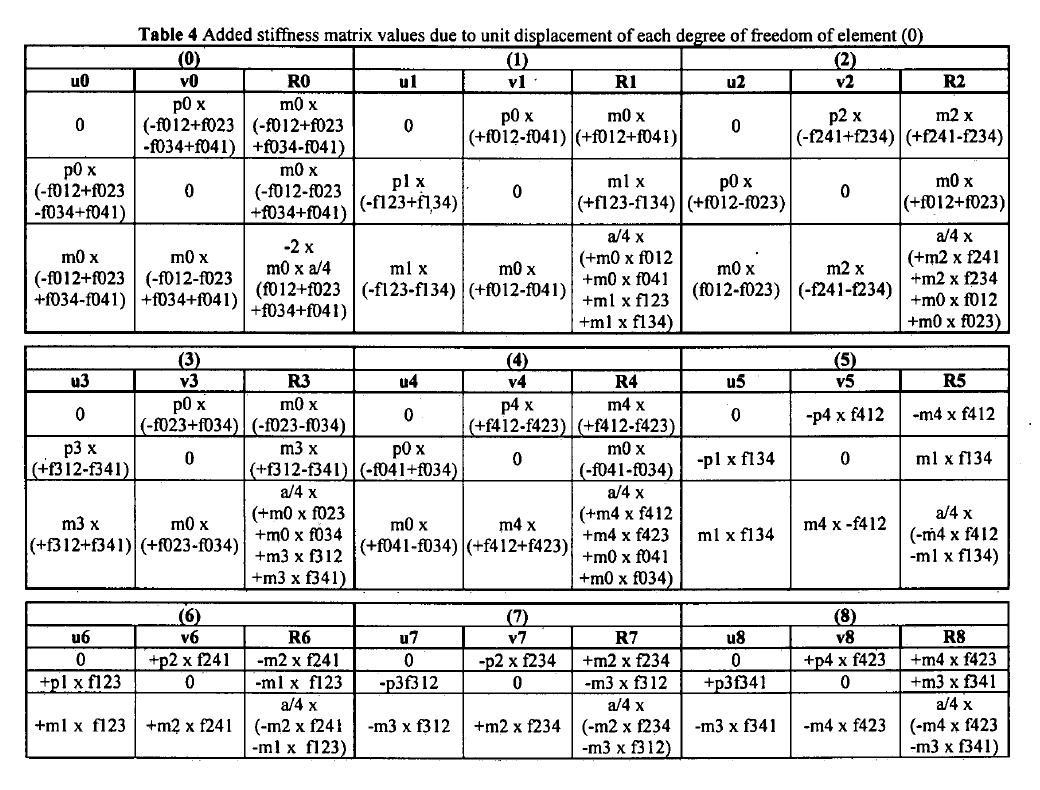 Table 4 Added stiffness matrix values due to unit displacement of each degree of freedom of element (0)
(0) (1) (2)
u0 v0 R0 u1 v1 R1 u2 v2 R2
0 | p0 x (-f012+f023 -f034+f041) | m0 x (-f012+f023 +f034-f041) | 0 | p0 x (+f012-f041) | m0 x (+f012+f041) | 0 | p2 x (-f241+f234) | m2 x (+f241-f234)
p0 x (-f012+f023 -f034+f041) | 0 | m0 x (-f012-f023 +f034+f041) | p1 x (-f123+f134) | 0 | m1 x (+f123-f134) | p0 x (+f012-f023) | 0 | m0 x (+f012+f023)
m0 x (-f012+f023 +f034-f041) | m0 x (-f012-f023 +f034+f041) | -2 x m0 x a/4 (f012+f023 +f034+f041) | m1 x (-f123-f134) | m0 x (+f012-f041) | a/4 x (+m0 x f012 +m0 x f041 +m1 x f123 +m1 x f134) | m0 x (f012-f023) | m2 x (-f241-f234) | a/4 x (+m2 x f241 +m2 x f234 +m0 x f012 +m0 x f023)
(3) (4) (5)
u3 v3 R3 u4 v4 R4 u5 v5 R5
0 | p0 x (-f023+f034) | m0 x (-f023-f034) | 0 | p4 x (+f412-f423) | m4 x (+f412-f423) | 0 | -p4 x f412 | -m4 x f412
p3 x (+f312-f341) | 0 | m3 x (+f312-f341) | p0 x (-f041+f034) | 0 | m0 x (-f041-f034) | -p1 x f134 | 0 | m1 x f134
m3 x (+f312+f341) | m0 x (+f023-f034) | a/4 x (+m0 x f023 +m0 x f034 +m3 x f312 +m3 x f341) | m0 x (+f041-f034) | m4 x (+f412+f423) | a/4 x (+m4 x f412 +m4 x f423 +m0 x f041 +m0 x f034) | m1 x f134 | m4 x -f412 | a/4 x (-m4 x f412 -m1 x f134)
(6) (7) (8)
u6 v6 R6 u7 v7 R7 u8 v8 R8
0 | +p2 x f241 | -m2 x f241 | 0 | -p2 x f234 | +m2 x f234 | 0 | +p4 x f423 | +m4 x f423
+p1 x f123 | 0 | -m1 x f123 | -p3f312 | 0 | -m3 x f312 | +p3f341 | 0 | +m3 x f341
+m1 x f123 | +m2 x f241 | a/4 x (-m2 x f241 -m1 x f123) | -m3 x f312 | +m2 x f234 | a/4 x (-m2 x f234 -m3 x f312) | -m3 x f341 | -m4 x f423 | a/4 x (-m4 x f423 -m3 x f341)